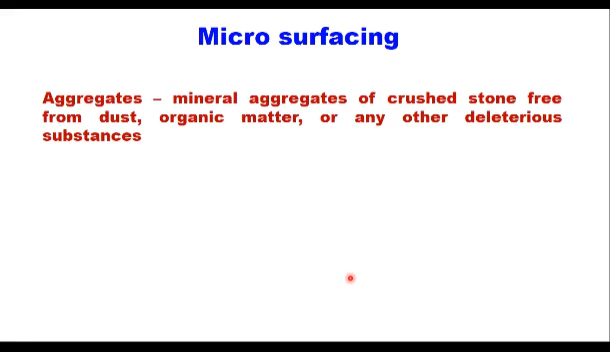 Micro surfacing
Aggregates – mineral aggregates of crushed stone free
from dust, organic matter, or any other deleterious
substances